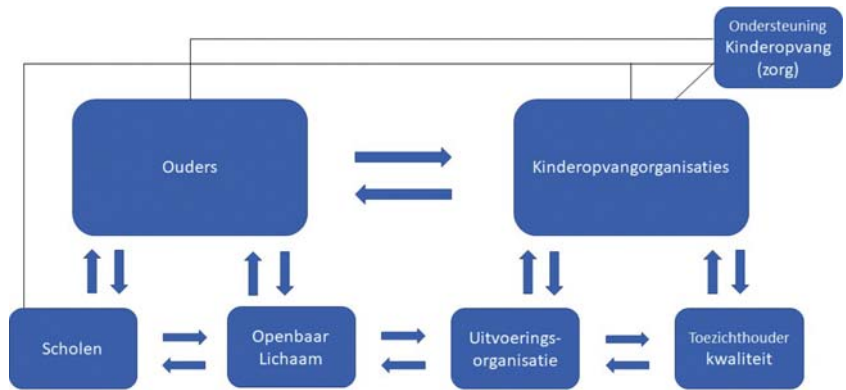 Ondersteuning
Kinderopvang
(zorg)
Ouders
Kinderopvangorganisaties
Scholen
Openbaar
Lichaam
Uitvoerings-
organisatie
Toezichthouder
kwaliteit